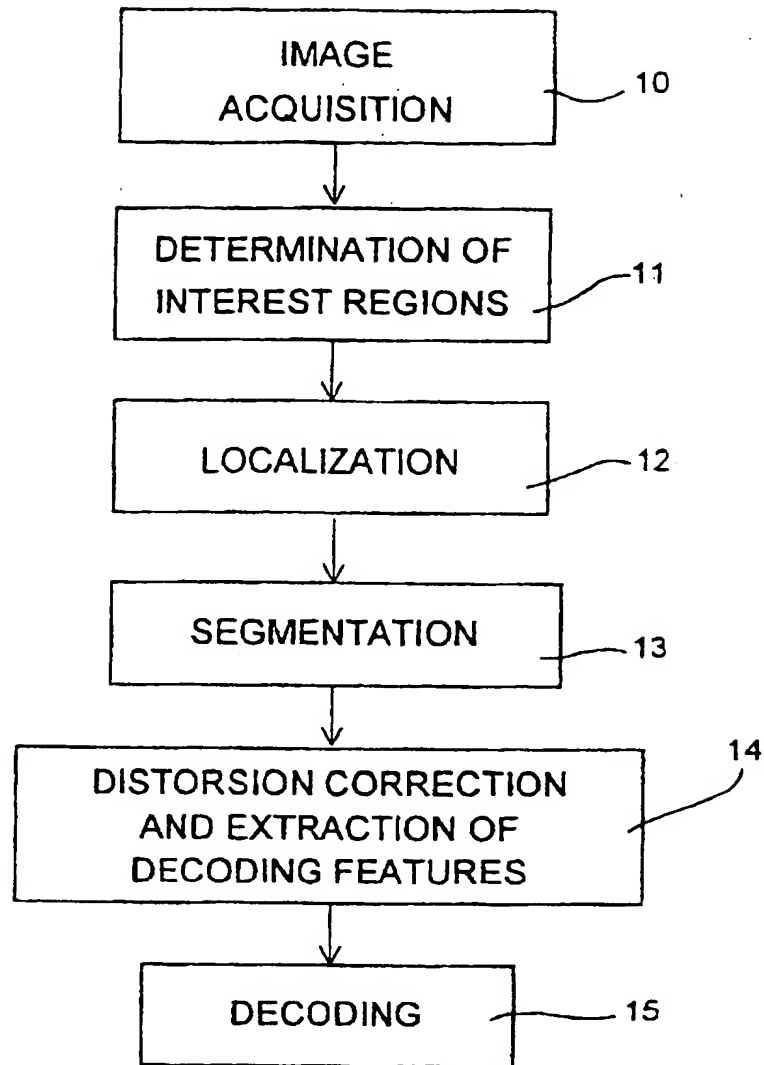 IMAGE
ACQUISITION
10
DETERMINATION OF
INTEREST REGIONS
11
LOCALIZATION
12
SEGMENTATION
13
DISTORSION CORRECTION
AND EXTRACTION OF
DECODING FEATURES
14
DECODING
15